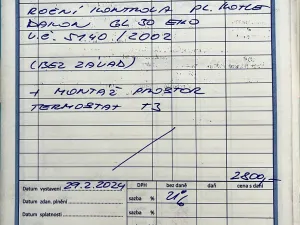 ROČNÍ KONTROLA PL. KOTLE
DAKON GL 30 EKO
V.Č. 5140/2002
(BEZ ZÁVAD)
+ MONTÁŽ PROSTOR
TERMOSTAT T3
2800,-
Datum vystavení 29.2.2024 DPH bez daně daň cena s daní
Datum zdan. plnění sazba % 21%
Datum splatnosti sazba %